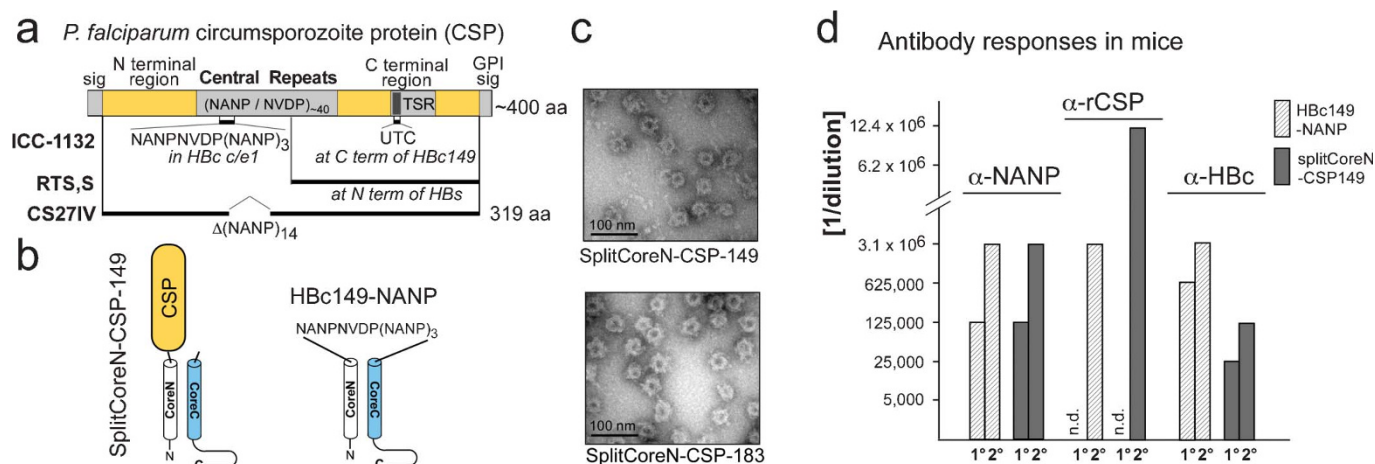 a
P. falciparum circumsporozoite protein (CSP)
sig
N terminal
region
Central Repeats
C terminal
region
GPI
sig
(NANP / NVDP)~40
TSR
~400 aa
ICC-1132
NANPNVDP(NANP)3
in HBc c/e1
UTC
at C term of HBc149
RTS,S
at N term of HBs
CS27IV
Δ(NANP)14
319 aa
b
SplitCoreN-CSP-149
CSP
CoreN
CoreC
N
C
HBc149-NANP
NANPNVDP(NANP)3
CoreN
CoreC
N
C
c
100 nm
SplitCoreN-CSP-149
100 nm
SplitCoreN-CSP-183
d
Antibody responses in mice
[1/dilution]
12.4 x 10⁶
6.2 x 10⁶
3.1 x 10⁶
625,000
125,000
25,000
5,000
α-NANP
α-rCSP
α-HBc
n.d.
n.d.
1° 2° 1° 2° 1° 2° 1° 2° 1° 2° 1° 2°
HBc149
-NANP
splitCoreN
-CSP149